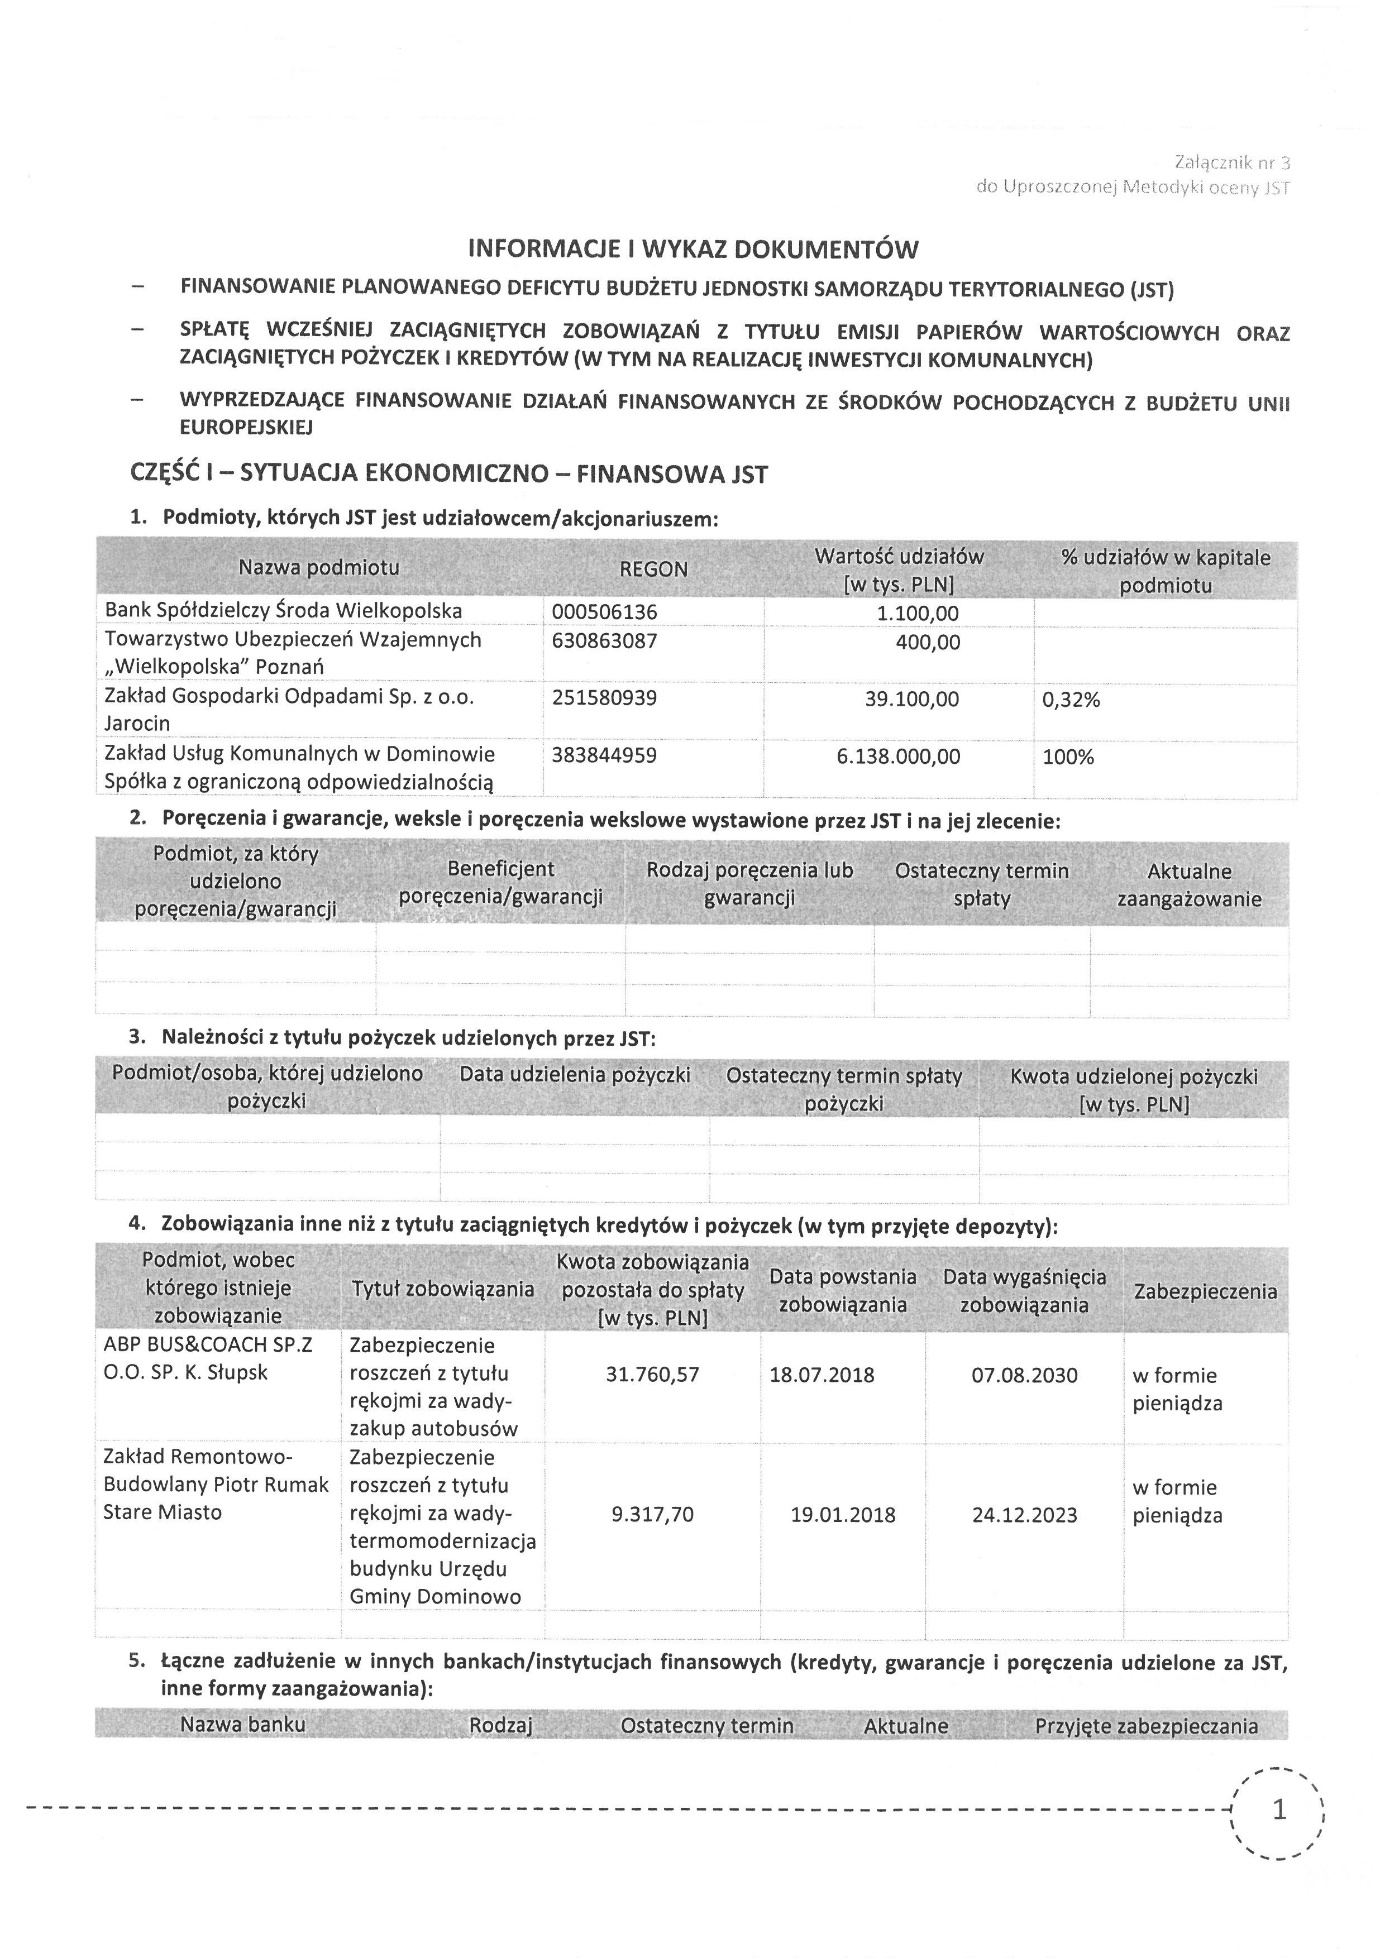 Załącznik nr 3
do Uproszczonej Metodyki oceny JST
INFORMACJE I WYKAZ DOKUMENTÓW
– FINANSOWANIE PLANOWANEGO DEFICYTU BUDŻETU JEDNOSTKI SAMORZĄDU TERYTORIALNEGO (JST)
– SPŁATĘ WCZEŚNIEJ ZACIĄGNIĘTYCH ZOBOWIĄZAŃ Z TYTUŁU EMISJI PAPIERÓW WARTOŚCIOWYCH ORAZ
ZACIĄGNIĘTYCH POŻYCZEK I KREDYTÓW (W TYM NA REALIZACJĘ INWESTYCJI KOMUNALNYCH)
– WYPRZEDZAJĄCE FINANSOWANIE DZIAŁAŃ FINANSOWANYCH ZE ŚRODKÓW POCHODZĄCYCH Z BUDŻETU UNII
EUROPEJSKIEJ
CZĘŚĆ I – SYTUACJA EKONOMICZNO – FINANSOWA JST
1. Podmioty, których JST jest udziałowcem/akcjonariuszem:
Nazwa podmiotu REGON Wartość udziałów % udziałów w kapitale
[w tys. PLN] podmiotu
Bank Spółdzielczy Środa Wielkopolska 000506136 1.100,00
Towarzystwo Ubezpieczeń Wzajemnych 630863087 400,00
„Wielkopolska” Poznań
Zakład Gospodarki Odpadami Sp. z o.o. 251580939 39.100,00 0,32%
Jarocin
Zakład Usług Komunalnych w Dominowie 383844959 6.138.000,00 100%
Spółka z ograniczoną odpowiedzialnością
2. Poręczenia i gwarancje, weksle i poręczenia wekslowe wystawione przez JST i na jej zlecenie:
Podmiot, za który
udzielono
poręczenia/gwarancji
Beneficjent
poręczenia/gwarancji
Rodzaj poręczenia lub
gwarancji
Ostateczny termin
spłaty
Aktualne
zaangażowanie
3. Należności z tytułu pożyczek udzielonych przez JST:
Podmiot/osoba, której udzielono
pożyczki
Data udzielenia pożyczki
Ostateczny termin spłaty
pożyczki
Kwota udzielonej pożyczki
[w tys. PLN]
4. Zobowiązania inne niż z tytułu zaciągniętych kredytów i pożyczek (w tym przyjęte depozyty):
Podmiot, wobec
którego istnieje
zobowiązanie
Tytuł zobowiązania
Kwota zobowiązania
pozostała do spłaty
[w tys. PLN]
Data powstania
zobowiązania
Data wygaśnięcia
zobowiązania
Zabezpieczenia
ABP BUS&COACH SP.Z
O.O. SP. K. Słupsk
Zabezpieczenie
roszczeń z tytułu
rękojmi za wady-
zakup autobusów
31.760,57
18.07.2018
07.08.2030
w formie
pieniądza
Zakład Remontowo-
Budowlany Piotr Rumak
Stare Miasto
Zabezpieczenie
roszczeń z tytułu
rękojmi za wady-
termomodernizacja
budynku Urzędu
Gminy Dominowo
9.317,70
19.01.2018
24.12.2023
w formie
pieniądza
5. Łączne zadłużenie w innych bankach/instytucjach finansowych (kredyty, gwarancje i poręczenia udzielone za JST,
inne formy zaangażowania):
Nazwa banku Rodzaj Ostateczny termin Aktualne Przyjęte zabezpieczania
1